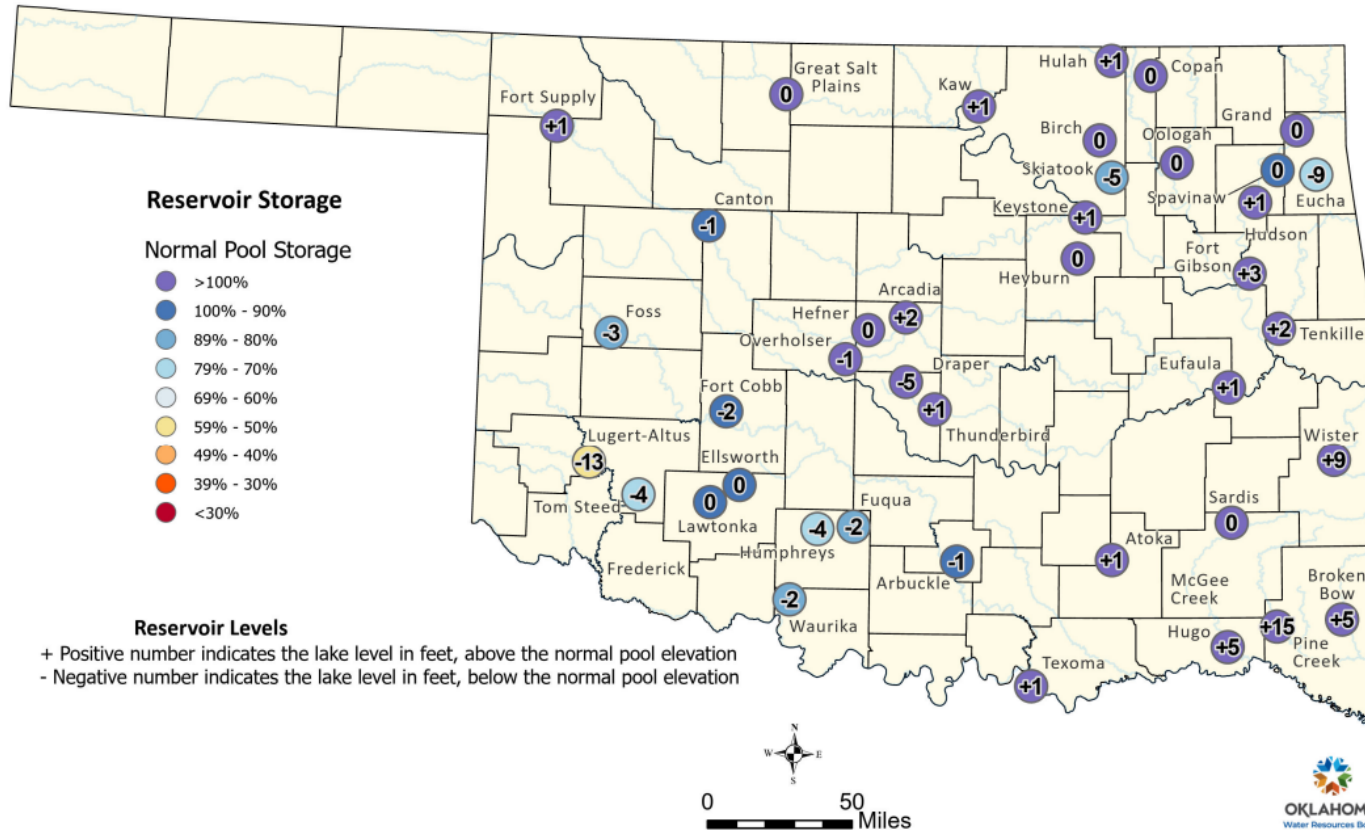 Hulah
+1
Copan
0
Great Salt
Plains
0
Kaw
+1
Fort Supply
+1
Grand
0
Birch
0
Oologah
0
Skiatook
-5
Spavinaw
0
-9
Eucha
Reservoir Storage
Canton
-1
Keystone
+1
+1
Hudson
Normal Pool Storage
>100%
100% - 90%
89% - 80%
79% - 70%
69% - 60%
59% - 50%
49% - 40%
39% - 30%
<30%
Heyburn
0
Fort
Gibson
+3
Arcadia
+2
Foss
-3
Hefner
0
Overholser
-1
+2
Tenkille
Draper
-5
Eufaula
+1
Fort Cobb
-2
+1
Thunderbird
Lugert-Altus
-13
Wister
+9
Ellsworth
0
Tom Steed
-4
0
Lawtonka
Fuqua
-2
Sardis
0
-4
Humphreys
Atoka
+1
Frederick
Arbuckle
-1
McGee
Creek
Broken
Bow
+5
-2
Waurika
Hugo
+5
+15
Pine
Creek
Texoma
+1
Reservoir Levels
+ Positive number indicates the lake level in feet, above the normal pool elevation
- Negative number indicates the lake level in feet, below the normal pool elevation
N
W E
S
0 50
Miles
OKLAHOM
Water Resources Bo